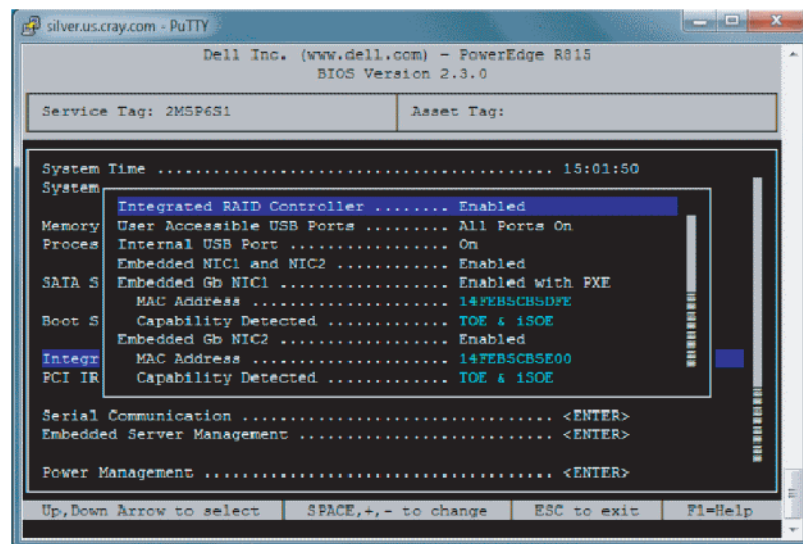 silver.us.cray.com - PuTTY
Dell Inc. (www.dell.com) - PowerEdge R815
BIOS Version 2.3.0
Service Tag: 2M5P6S1
Asset Tag:
System Time .......................................... 15:01:50
System
Integrated RAID Controller ........ Enabled
Memory
User Accessible USB Ports ......... All Ports On
Proces
Internal USB Port ................. On
Embedded NIC1 and NIC2 ............ Enabled
SATA S
Embedded Gb NIC1 .................. Enabled with PXE
MAC Address ..................... 14FEB5CB5DFE
Boot S
Capability Detected ............. TOE & iSOE
Embedded Gb NIC2 .................. Enabled
Integr
MAC Address ..................... 14FEB5CB5E00
PCI IR
Capability Detected ............. TOE & iSOE
Serial Communication ................................. <ENTER>
Embedded Server Management ........................... <ENTER>
Power Management ..................................... <ENTER>
Up,Down Arrow to select
SPACE,+,- to change
ESC to exit
F1=Help